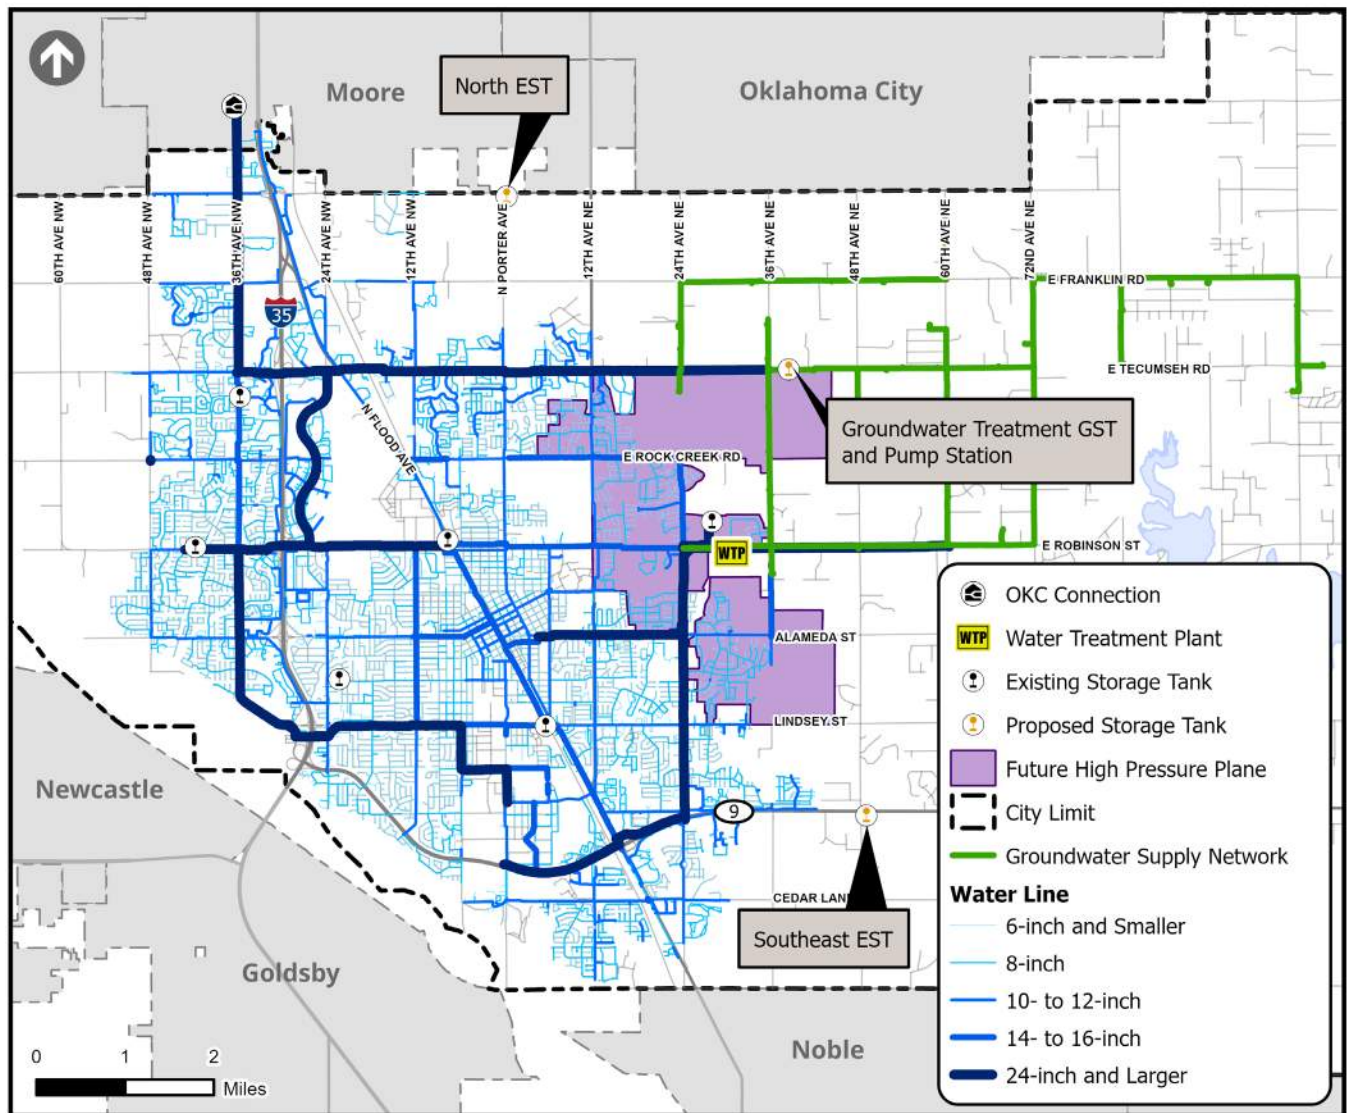 Moore
North EST
Oklahoma City
60TH AVE NW
48TH AVE NW
36TH AVE NW
24TH AVE NW
12TH AVE NW
N PORTER AVE
12TH AVE NE
24TH AVE NE
36TH AVE NE
48TH AVE NE
60TH AVE NE
72ND AVE NE
E FRANKLIN RD
35
E TECUMSEH RD
N FLOOD AVE
Groundwater Treatment GST
and Pump Station
E ROCK CREEK RD
WTP
E ROBINSON ST
ALAMEDA ST
LINDSEY ST
Newcastle
9
CEDAR LAN
Southeast EST
Goldsby
Noble
0 1 2
Miles
OKC Connection
WTP Water Treatment Plant
Existing Storage Tank
Proposed Storage Tank
Future High Pressure Plane
City Limit
Groundwater Supply Network
Water Line
6-inch and Smaller
8-inch
10- to 12-inch
14- to 16-inch
24-inch and Larger